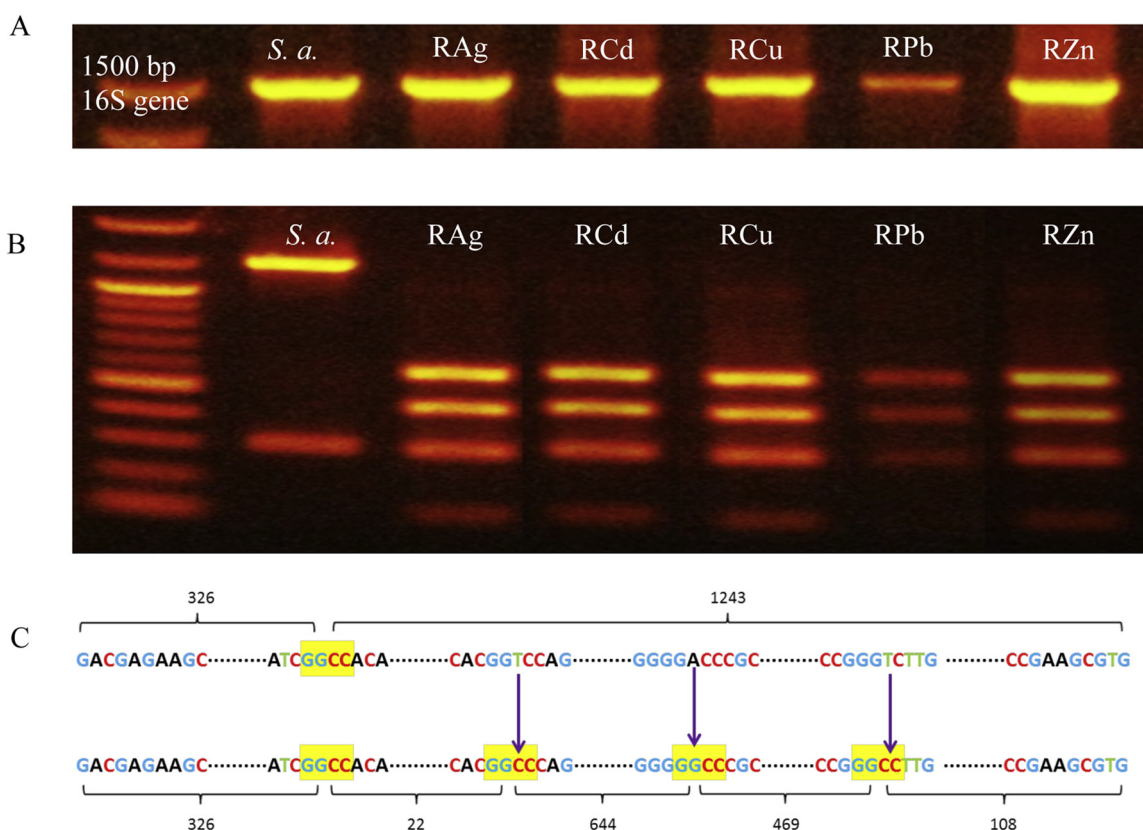 A
S. a. RAg RCd RCu RPb RZn
1500 bp
16S gene
B
S. a. RAg RCd RCu RPb RZn
326 1243
C
GACGAGAAGC·········ATCGGCCACA·········CACGGTCCAG········GGGGACCCGC·········CCGGGTCTTG ·········CCGAAGCGTG
GACGAGAAGC·········ATCGGCCACA·········CACGGCCCAG········GGGGGCCCGC·········CCGGGCCTTG ·········CCGAAGCGTG
326 22 644 469 108